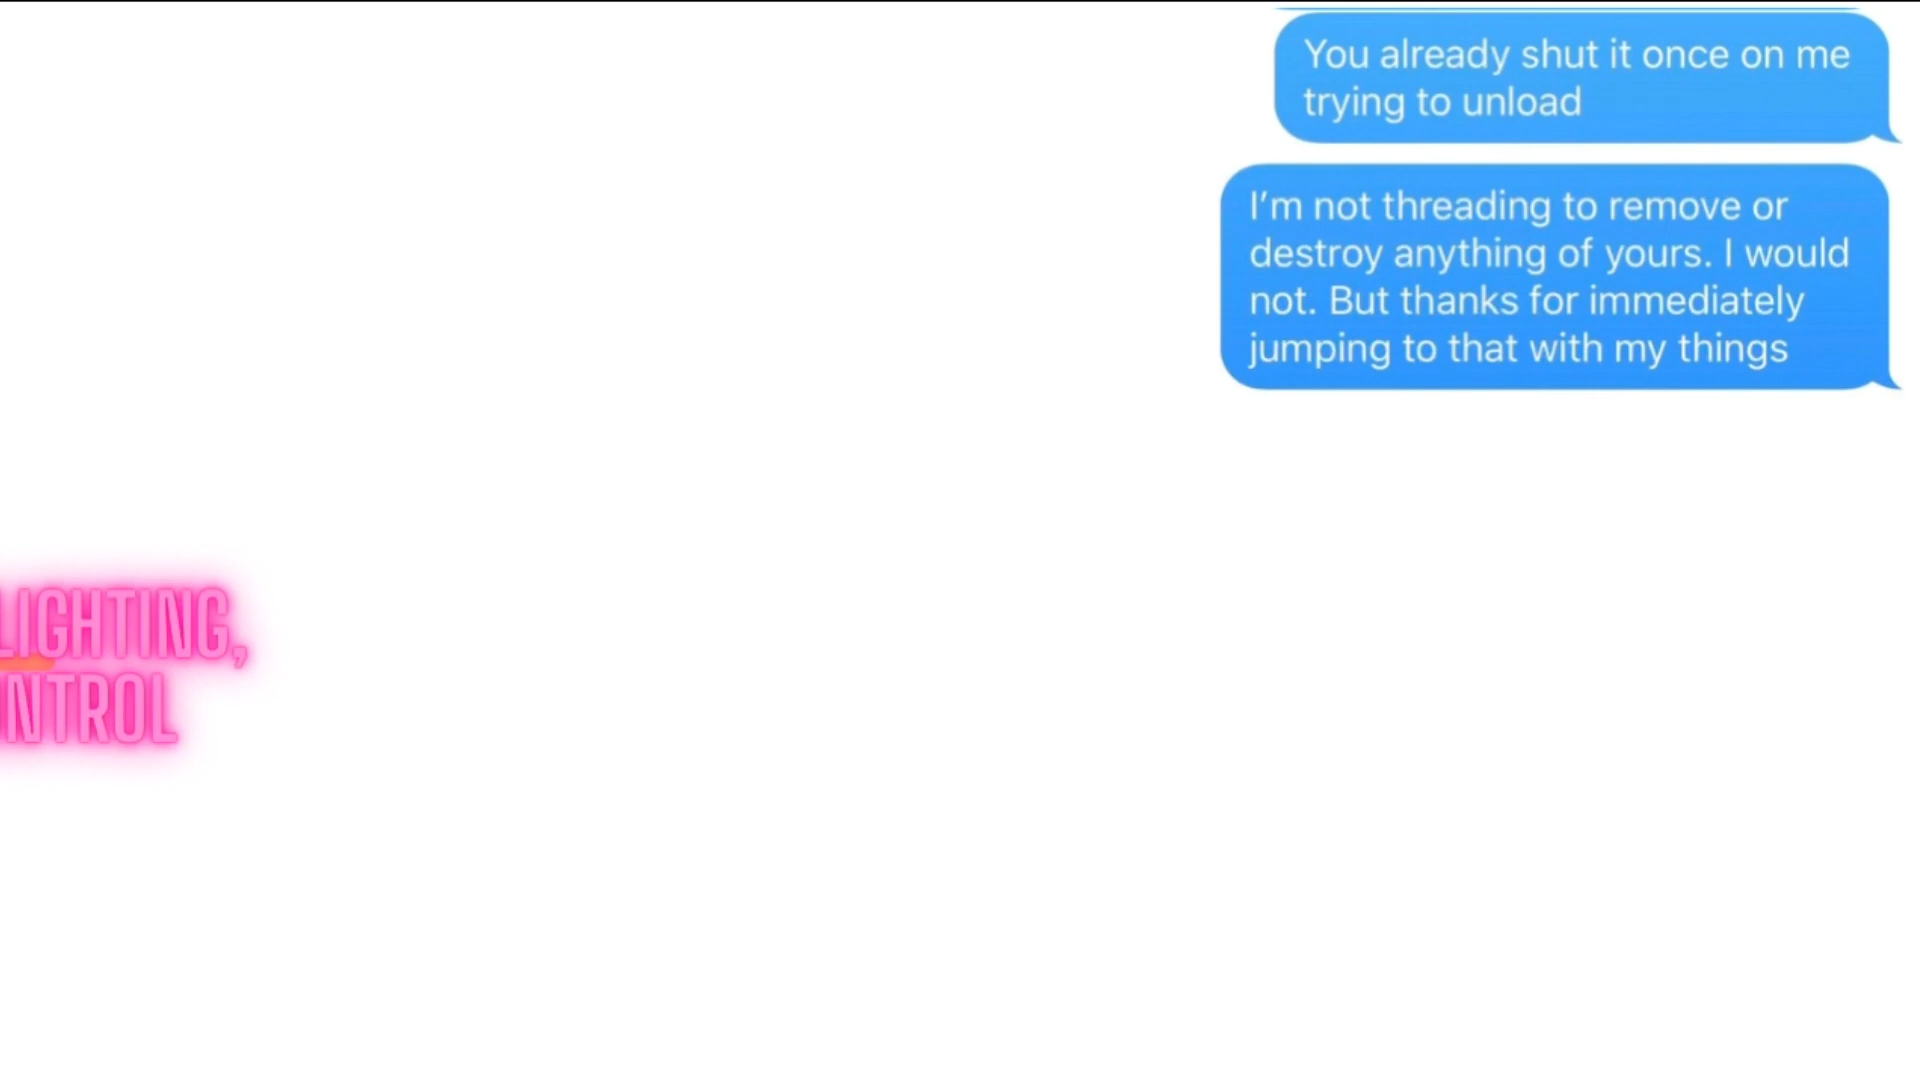 You already shut it once on me
trying to unload
I'm not threading to remove or
destroy anything of yours. I would
not. But thanks for immediately
jumping to that with my things
LIGHTING,
NTROL